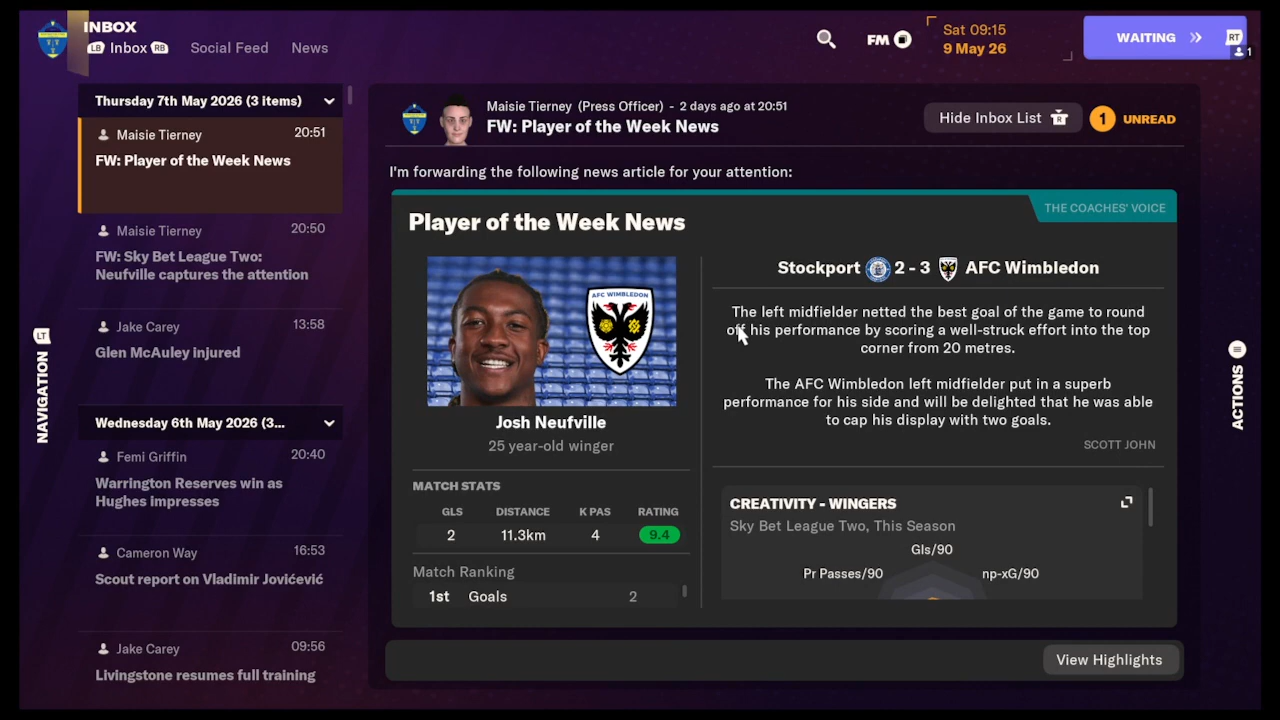 INBOX
LB Inbox RB Social Feed News
FM
Sat 09:15
9 May 26
WAITING
RT
1
Thursday 7th May 2026 (3 items)
Maisie Tierney 20:51
FW: Player of the Week News
Maisie Tierney 20:50
FW: Sky Bet League Two:
Neufville captures the attention
Jake Carey 13:58
Glen McAuley injured
Wednesday 6th May 2026 (3...
Femi Griffin 20:40
Warrington Reserves win as
Hughes impresses
Cameron Way 16:53
Scout report on Vladimir Jovićević
Jake Carey 09:56
Livingstone resumes full training
LT
NAVIGATION
Maisie Tierney (Press Officer) - 2 days ago at 20:51
FW: Player of the Week News
Hide Inbox List R
1 UNREAD
I'm forwarding the following news article for your attention:
THE COACHES' VOICE
Player of the Week News
AFC WIMBLEDON
Josh Neufville
25 year-old winger
MATCH STATS
GLS DISTANCE K PAS RATING
2 11.3km 4 9.4
Match Ranking
1st Goals 2
Stockport 2 - 3 AFC Wimbledon
The left midfielder netted the best goal of the game to round
off his performance by scoring a well-struck effort into the top
corner from 20 metres.
The AFC Wimbledon left midfielder put in a superb
performance for his side and will be delighted that he was able
to cap his display with two goals.
SCOTT JOHN
CREATIVITY - WINGERS
Sky Bet League Two, This Season
Gls/90
Pr Passes/90 np-xG/90
View Highlights
ACTIONS